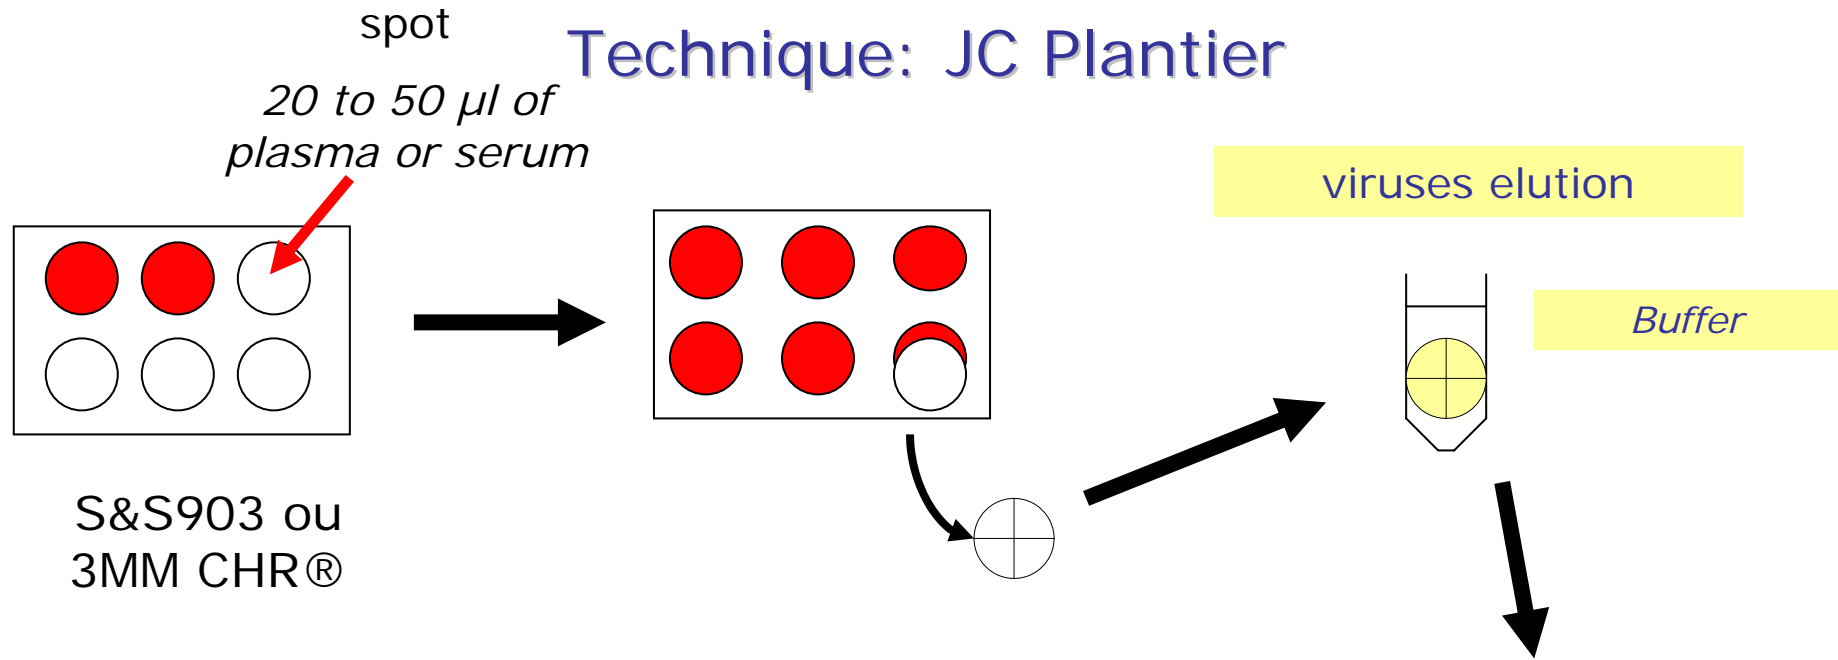 spot
Technique: JC Plantier
20 to 50 µl of
plasma or serum
viruses elution
Buffer
S&S903 ou
3MM CHR®